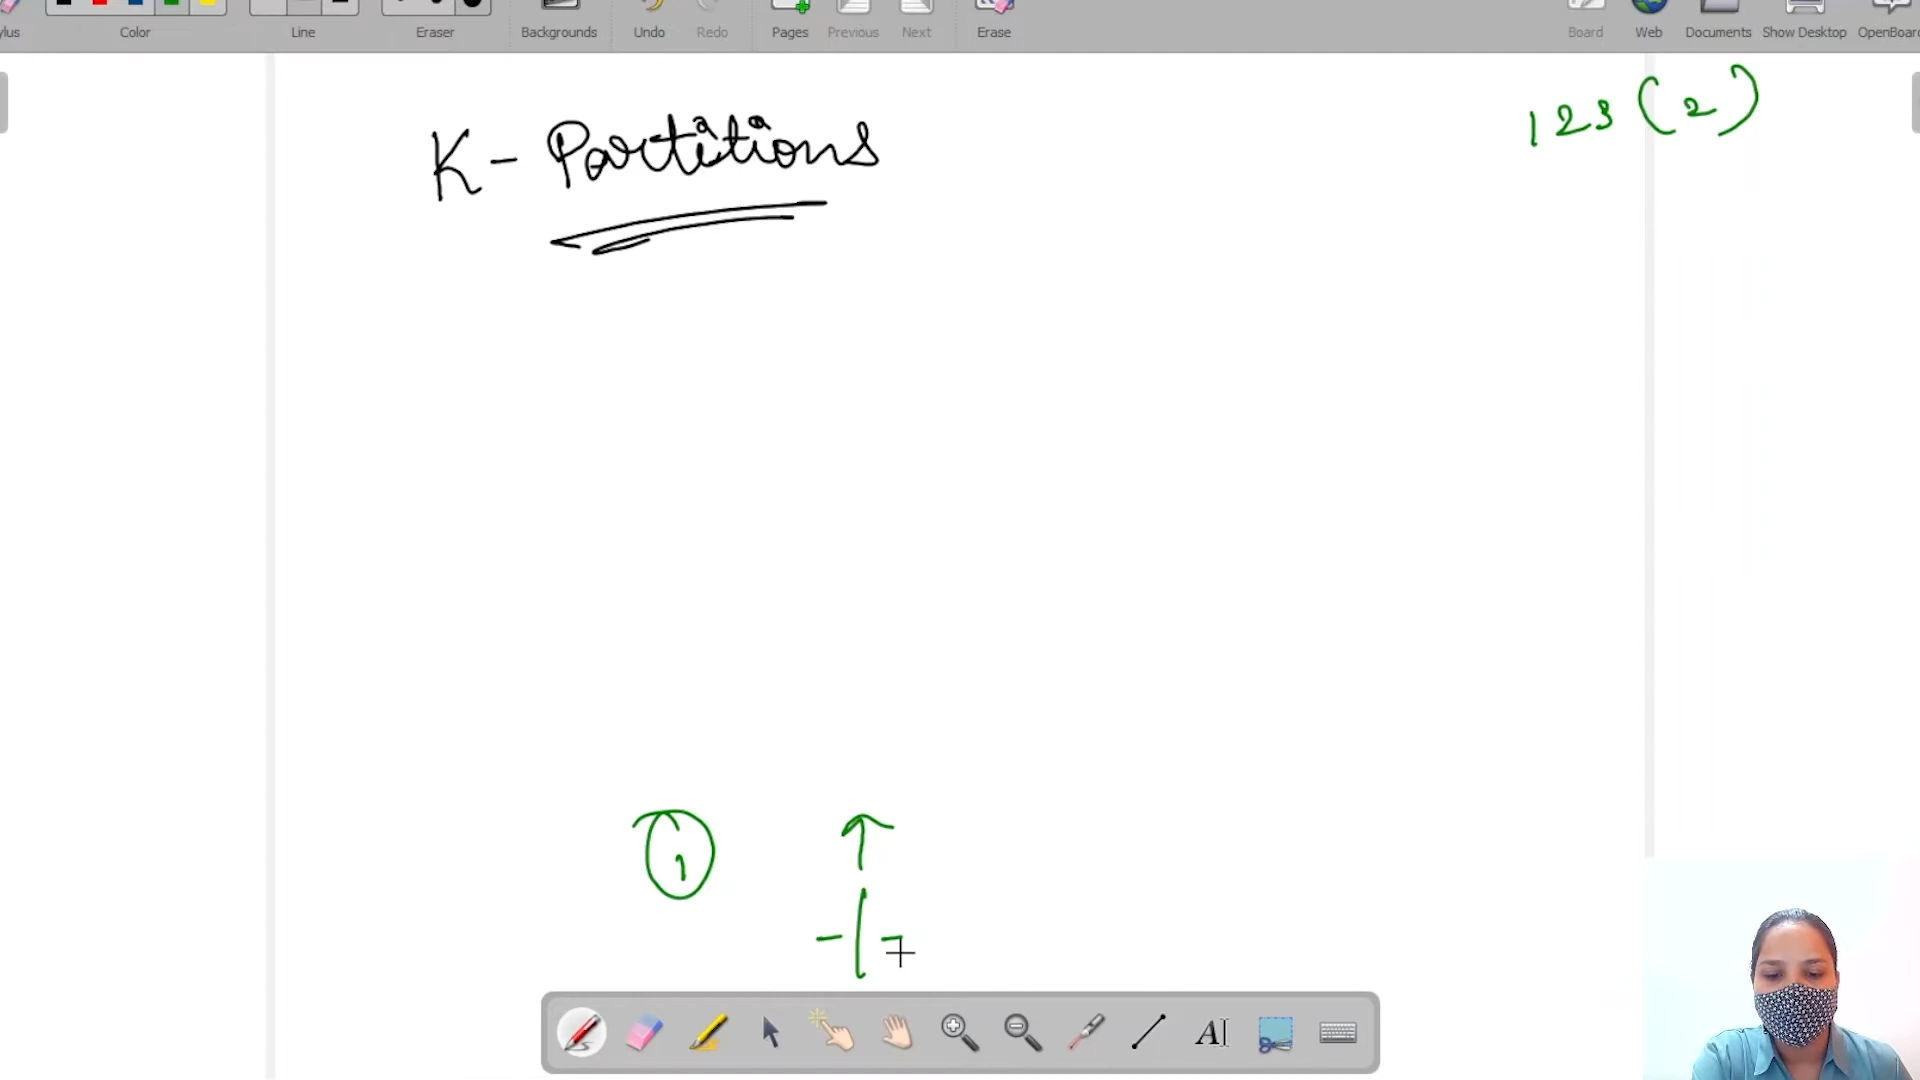 Color
Line
Eraser
Backgrounds
Undo
Redo
Pages
Previous
Next
Erase
Board
Web
Documents
Show Desktop
K - Partitions
123 (2)
1
- | -
AI